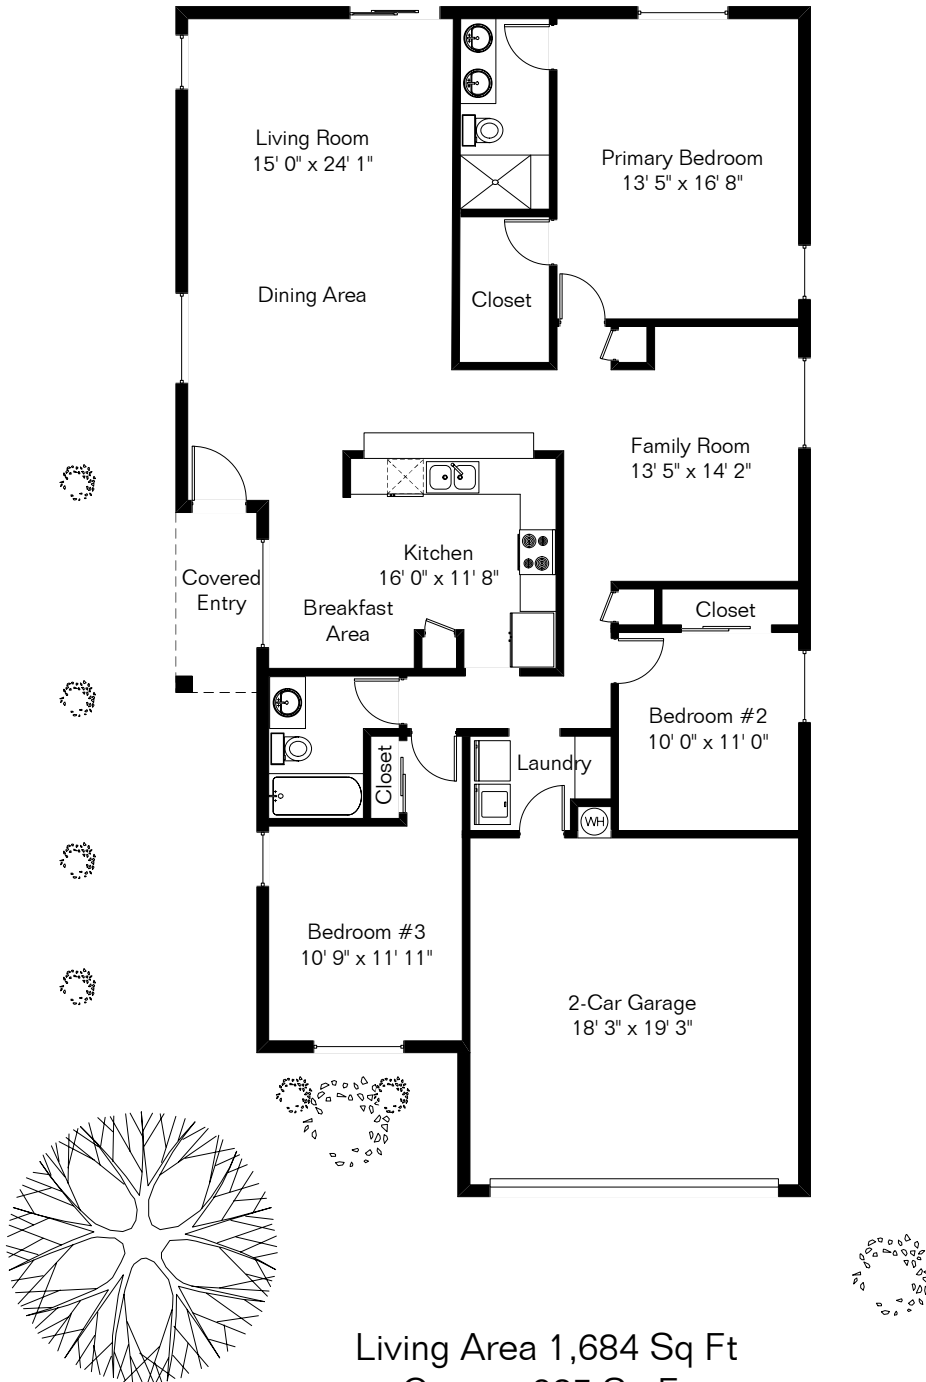 Living Room
15' 0" x 24' 1"
Primary Bedroom
13' 5" x 16' 8"
Dining Area
Closet
Family Room
13' 5" x 14' 2"
Kitchen
16' 0" x 11' 8"
Covered
Entry
Breakfast
Area
Closet
Bedroom #2
10' 0" x 11' 0"
Closet
Laundry
WH
Bedroom #3
10' 9" x 11' 11"
2-Car Garage
18' 3" x 19' 3"
Living Area 1,684 Sq Ft